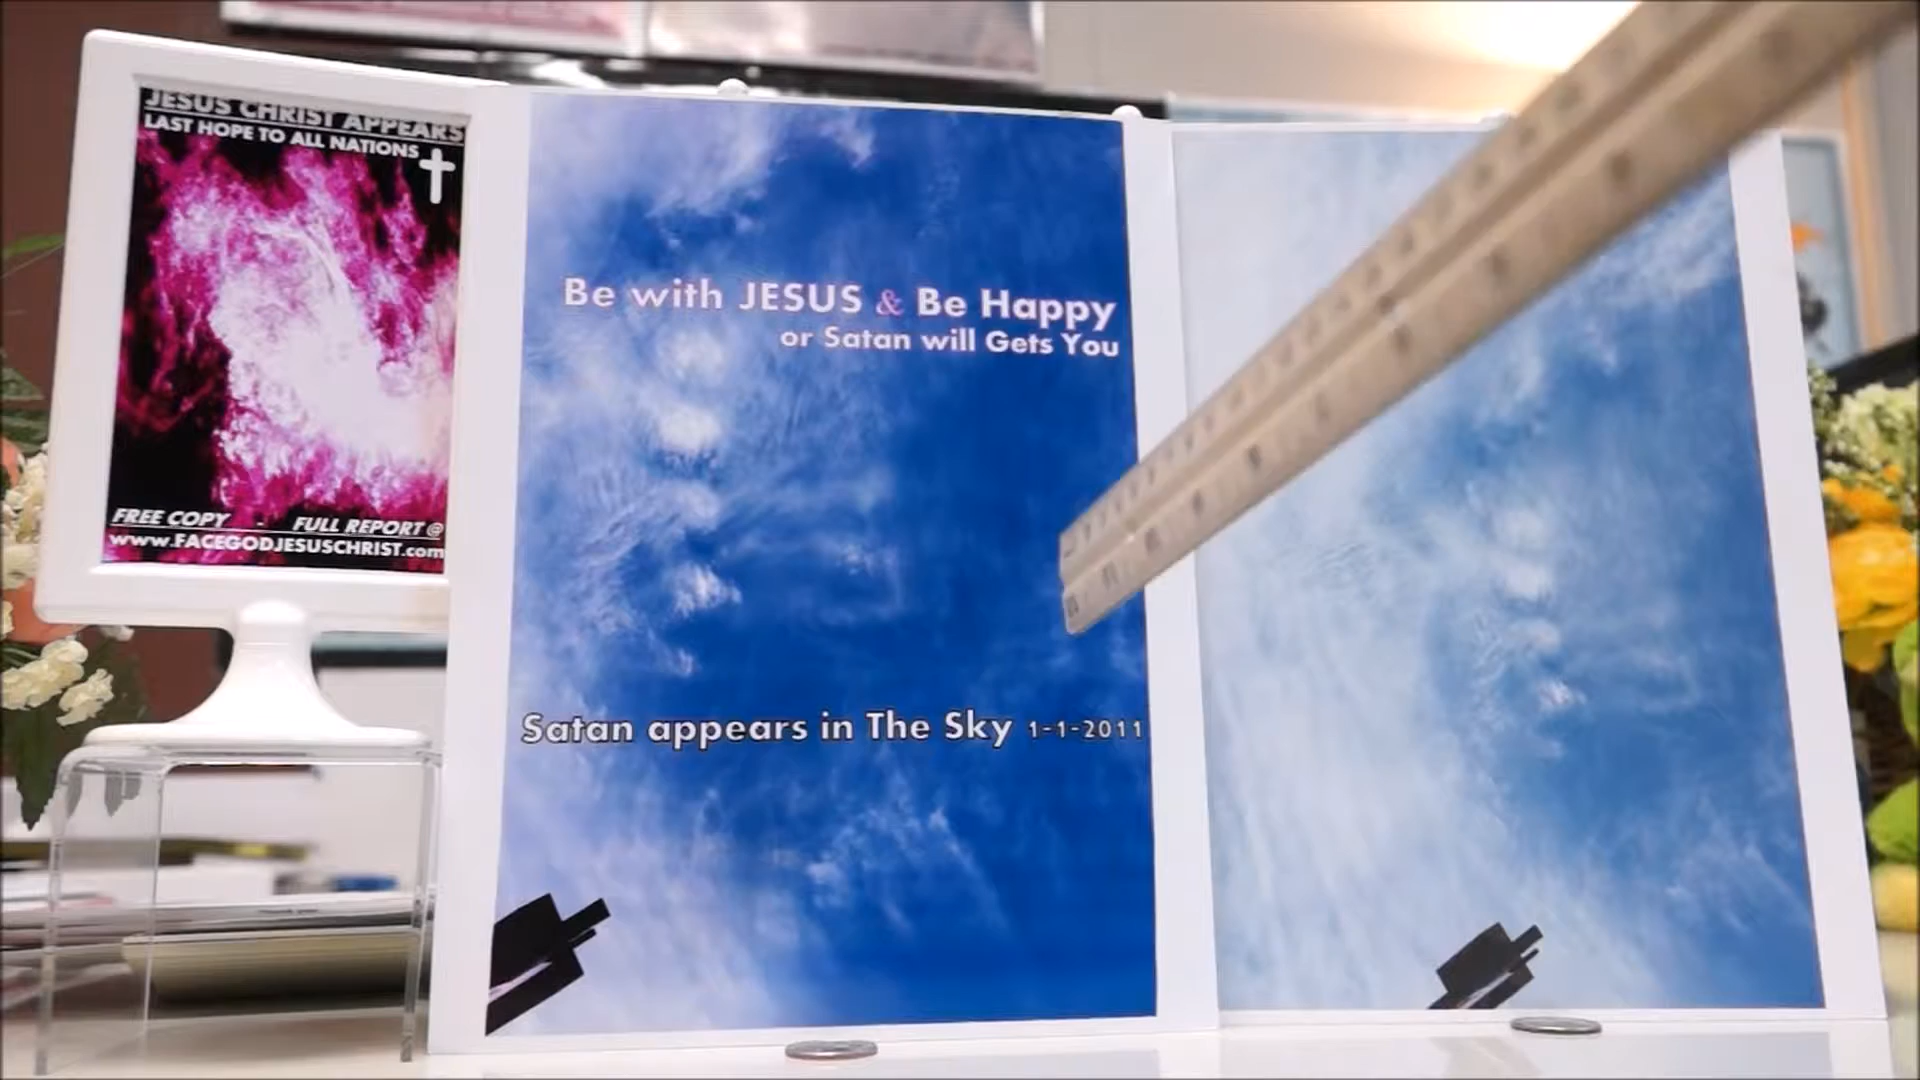 JESUS CHRIST APPEARS
LAST HOPE TO ALL NATIONS
FREE COPY - FULL REPORT @
www.FACEGODJESUSCHRIST.com
Be with JESUS & Be Happy
or Satan will Gets You
Satan appears in The Sky 1-1-2011